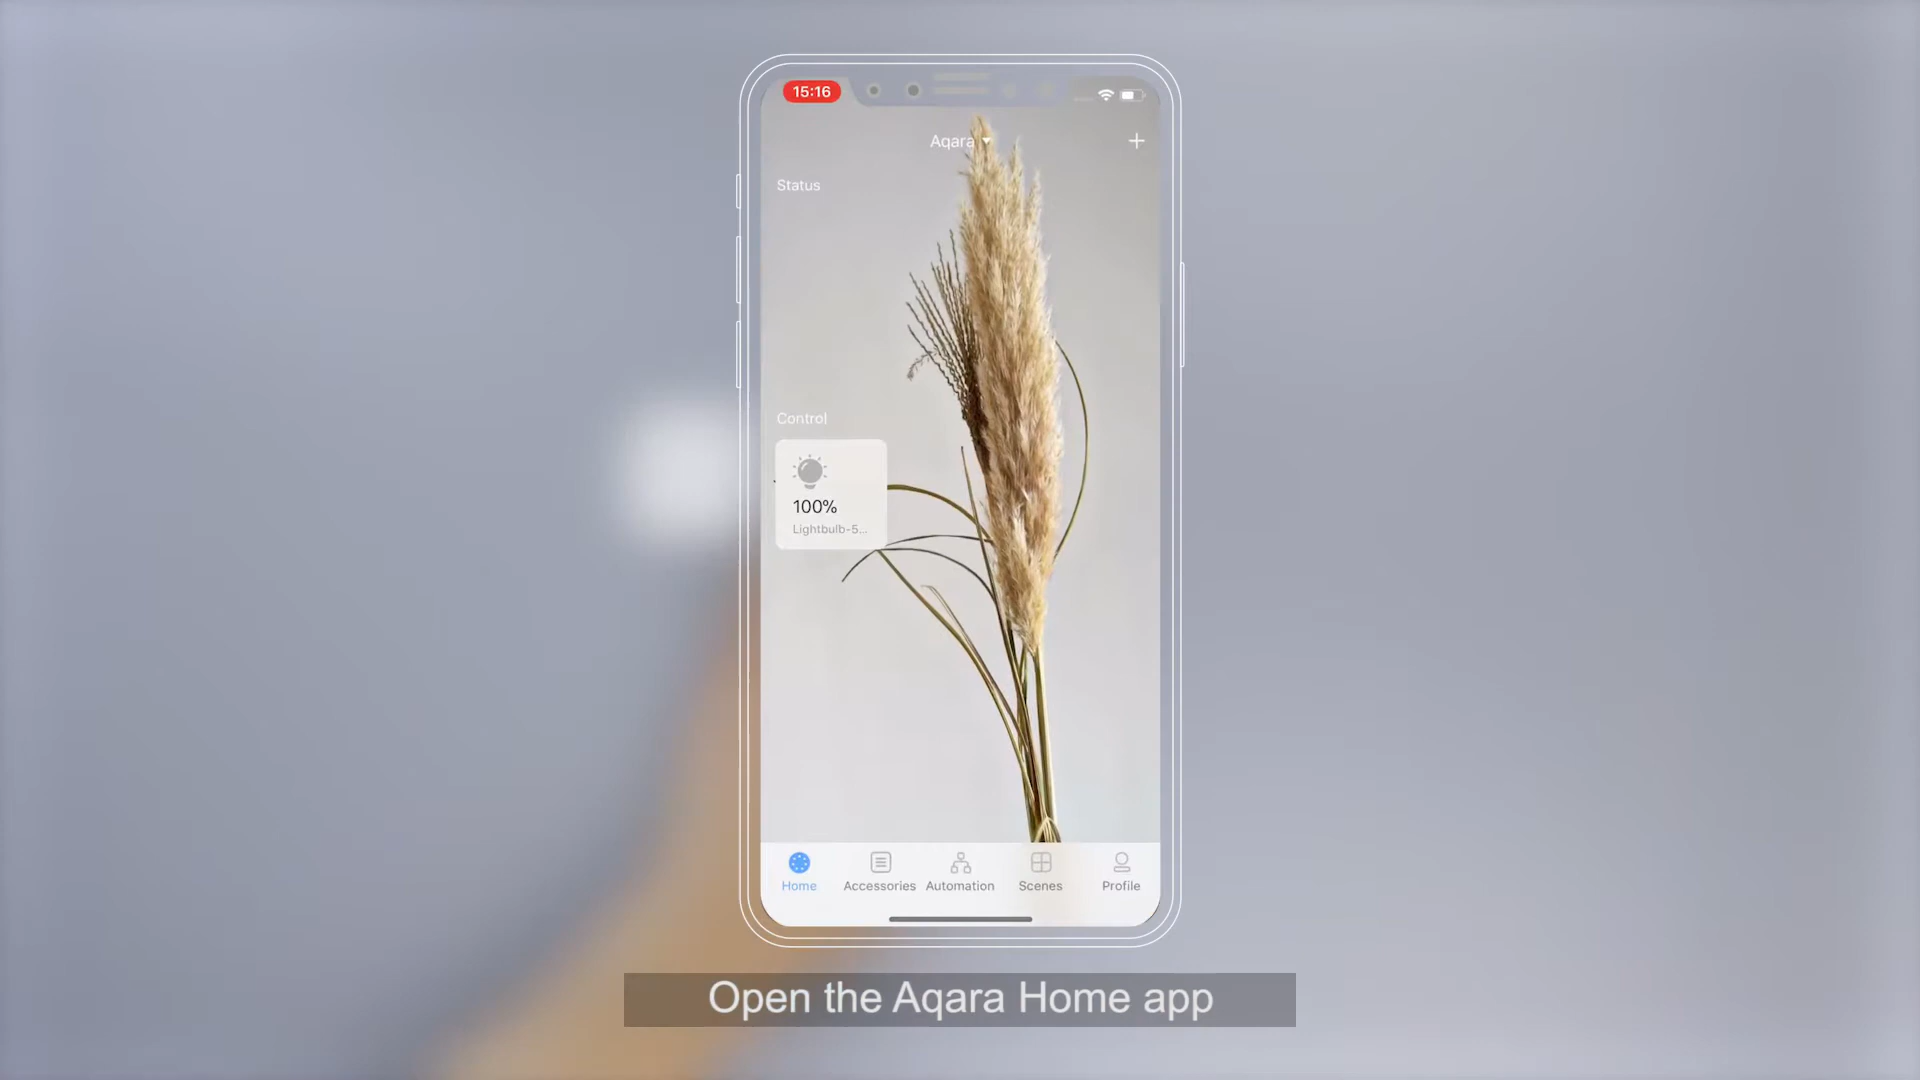 15:16
Aqara
Status
Control
100%
Lightbulb-5...
Home
Accessories
Automation
Scenes
Profile
Open the Aqara Home app